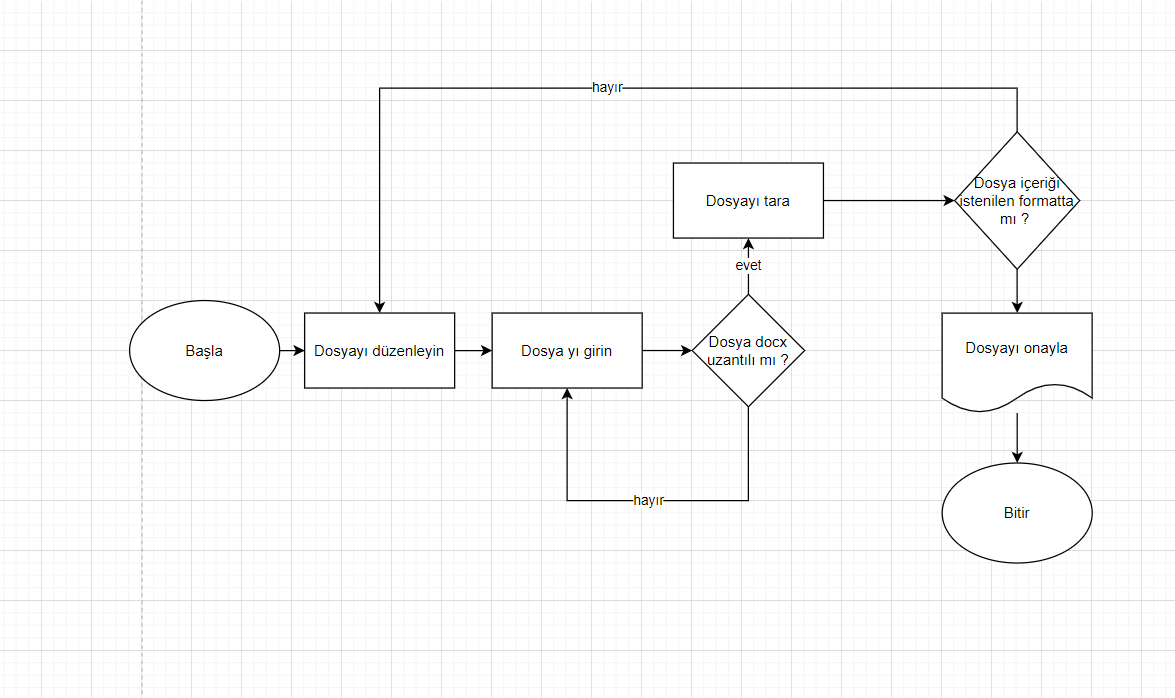 hayır
Dosyayı tara
Dosya içeriği
istenilen formatta
mı ?
evet
Başla
Dosyayı düzenleyin
Dosya yı girin
Dosya docx
uzantılı mı ?
Dosyayı onayla
hayır
Bitir